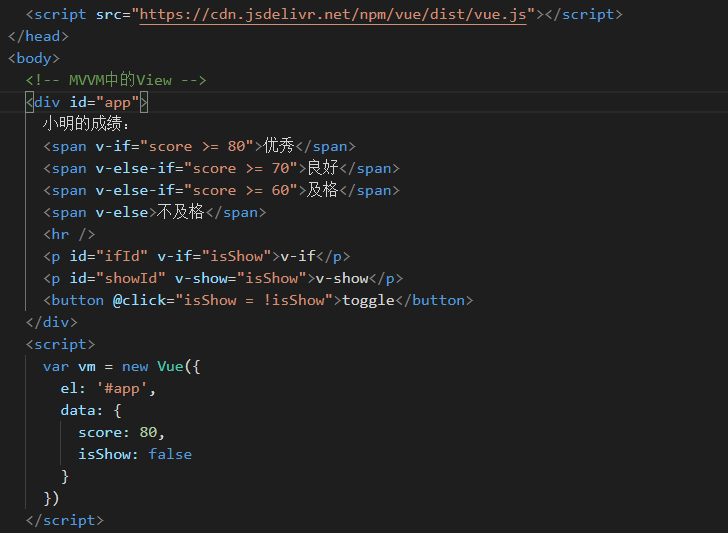 <script src="https://cdn.jsdelivr.net/npm/vue/dist/vue.js"></script>
</head>
<body>
<!-- MVVM中的View -->
<div id="app">
小明的成绩：
<span v-if="score >= 80">优秀</span>
<span v-else-if="score >= 70">良好</span>
<span v-else-if="score >= 60">及格</span>
<span v-else>不及格</span>
<hr />
<p id="ifId" v-if="isShow">v-if</p>
<p id="showId" v-show="isShow">v-show</p>
<button @click="isShow = !isShow">toggle</button>
</div>
<script>
var vm = new Vue({
el: '#app',
data: {
score: 80,
isShow: false
}
})
</script>